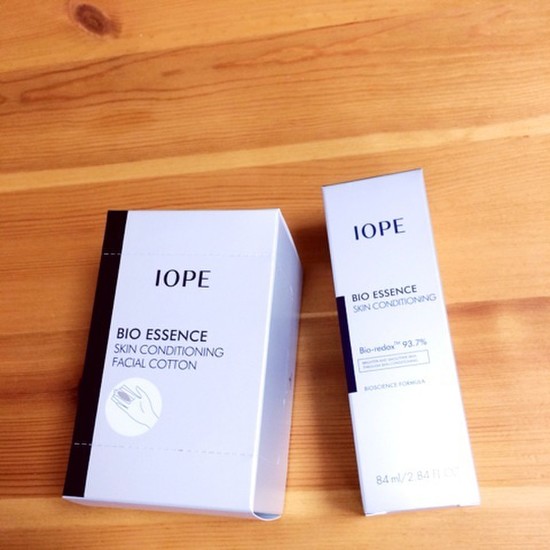 IOPE
BIO ESSENCE
SKIN CONDITIONING
FACIAL COTTON
IOPE
BIO ESSENCE
SKIN CONDITIONING
Bio-redox™ 93.7%
BIOSCIENCE FORMULA
84 ml/2.84 fl